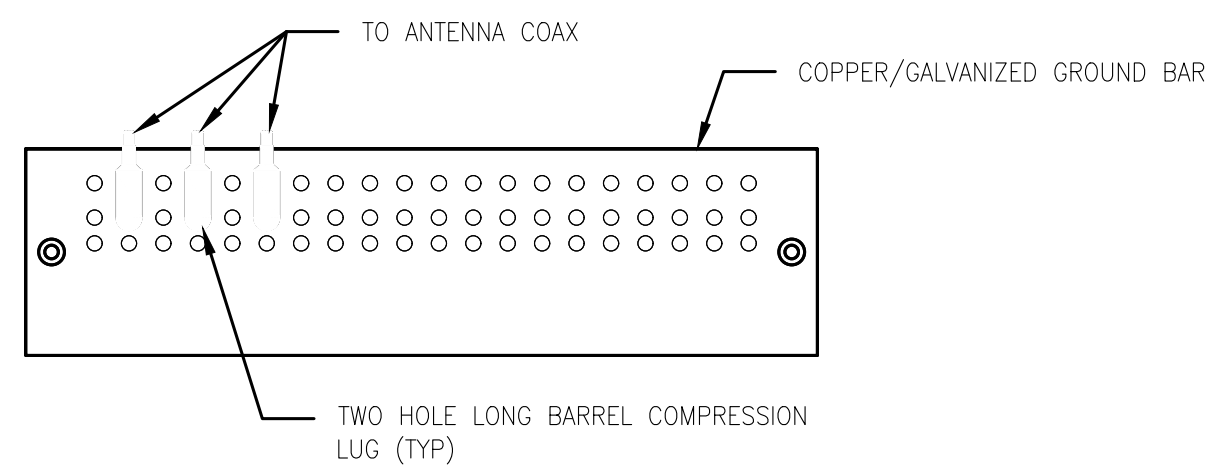 TO ANTENNA COAX
COPPER/GALVANIZED GROUND BAR
TWO HOLE LONG BARREL COMPRESSION
LUG (TYP)